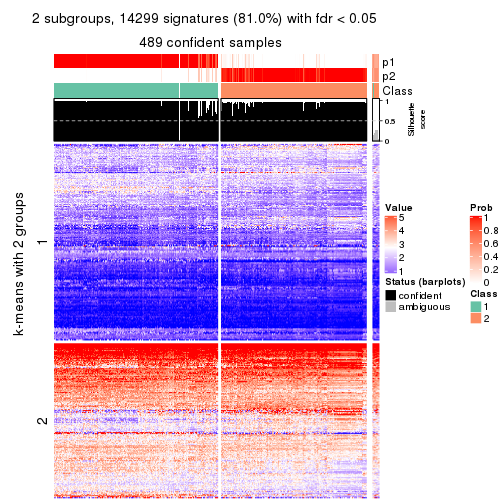 2 subgroups, 14299 signatures (81.0%) with fdr < 0.05
489 confident samples
p1
p2
Class
1
0.5
0
Silhouette
score
k-means with 2 groups
1
2
Value
5
4
3
2
1
Status (barplots)
confident
ambiguous
Prob
1
0.8
0.6
0.4
0.2
0
Class
1
2